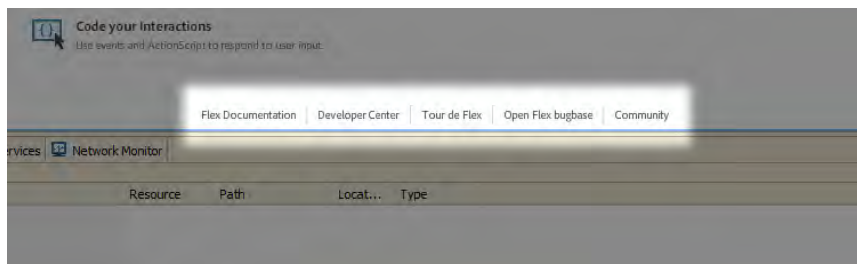 Code your Interactions
Use events and ActionScript to respond to user input.
Flex Documentation Developer Center Tour de Flex Open Flex bugbase Community
ervices Network Monitor
Resource Path Locat... Type